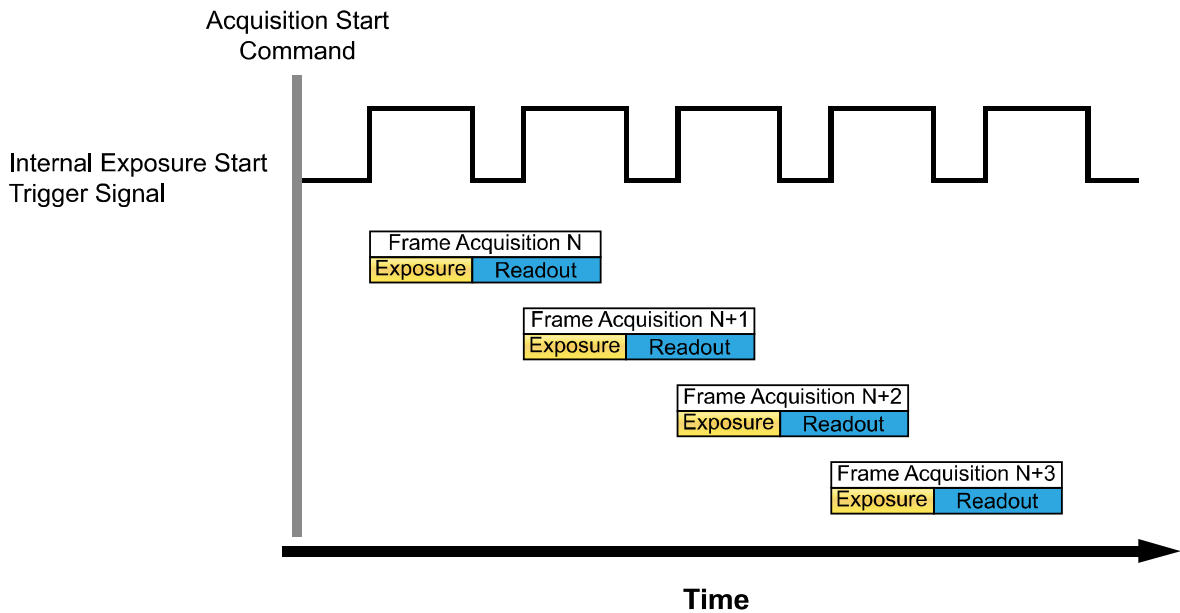 Acquisition Start
Command
Internal Exposure Start
Trigger Signal
Frame Acquisition N
Exposure Readout
Frame Acquisition N+1
Exposure Readout
Frame Acquisition N+2
Exposure Readout
Frame Acquisition N+3
Exposure Readout
Time